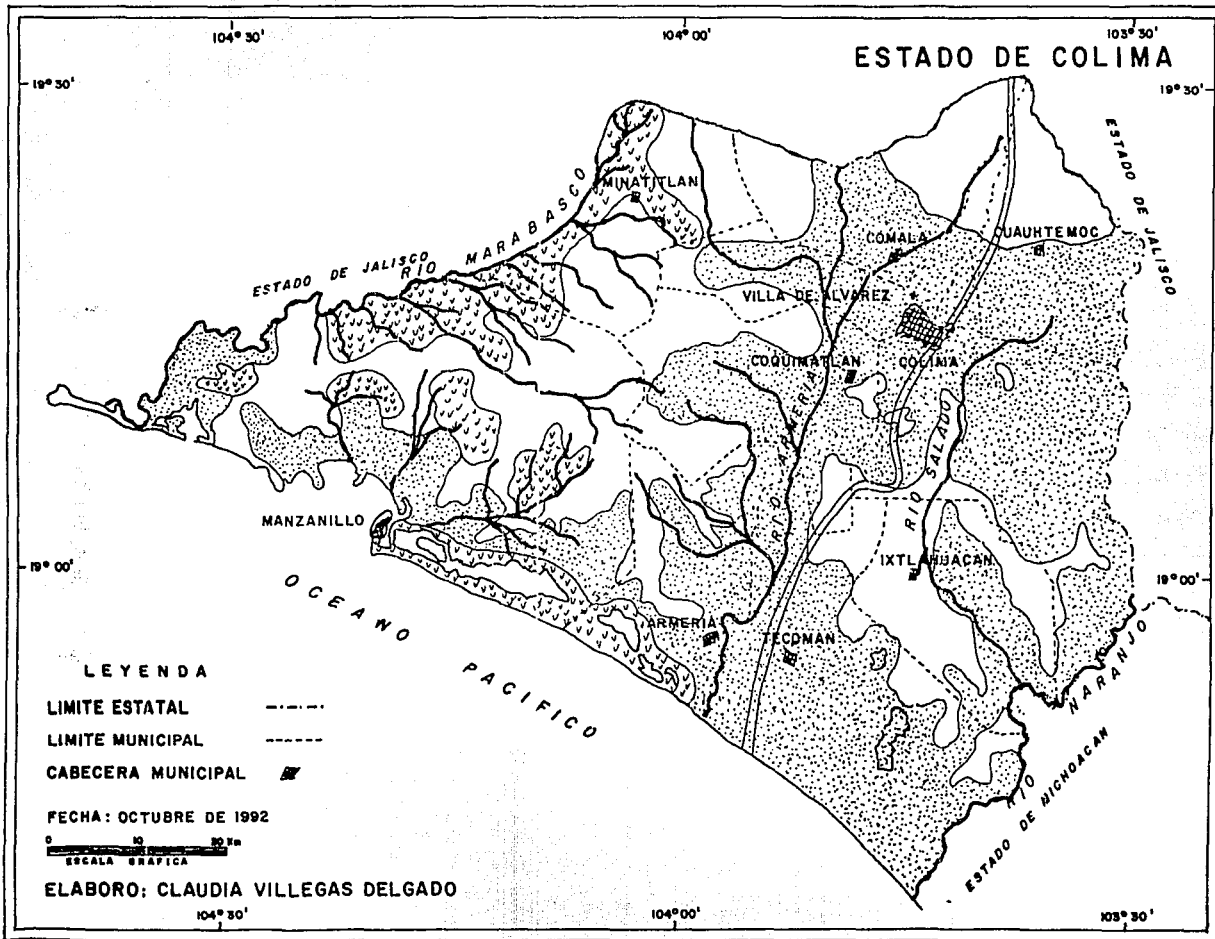 104° 30'
104° 00'
103° 30'
ESTADO DE COLIMA
19° 30'
19° 30'
ESTADO DE JALISCO
MINATITLAN
RIO MARABASCO
ESTADO DE JALISCO
COMALA
CUAUHTEMOC
VILLA DE ALVAREZ
COQUIMATLAN
COLIMA
RIO ARMERIA
RIO SALADO
MANZANILLO
IXTLAHUACAN
19° 00'
19° 00'
OCEANO PACIFICO
ARMERIA
TECOMAN
RIO NARANJO
ESTADO DE MICHOACAN
LEYENDA
LIMITE ESTATAL
LIMITE MUNICIPAL
CABECERA MUNICIPAL
FECHA: OCTUBRE DE 1992
0 10 20 Km
ESCALA GRAFICA
ELABORO: CLAUDIA VILLEGAS DELGADO
104° 30'
104° 00'
103° 30'